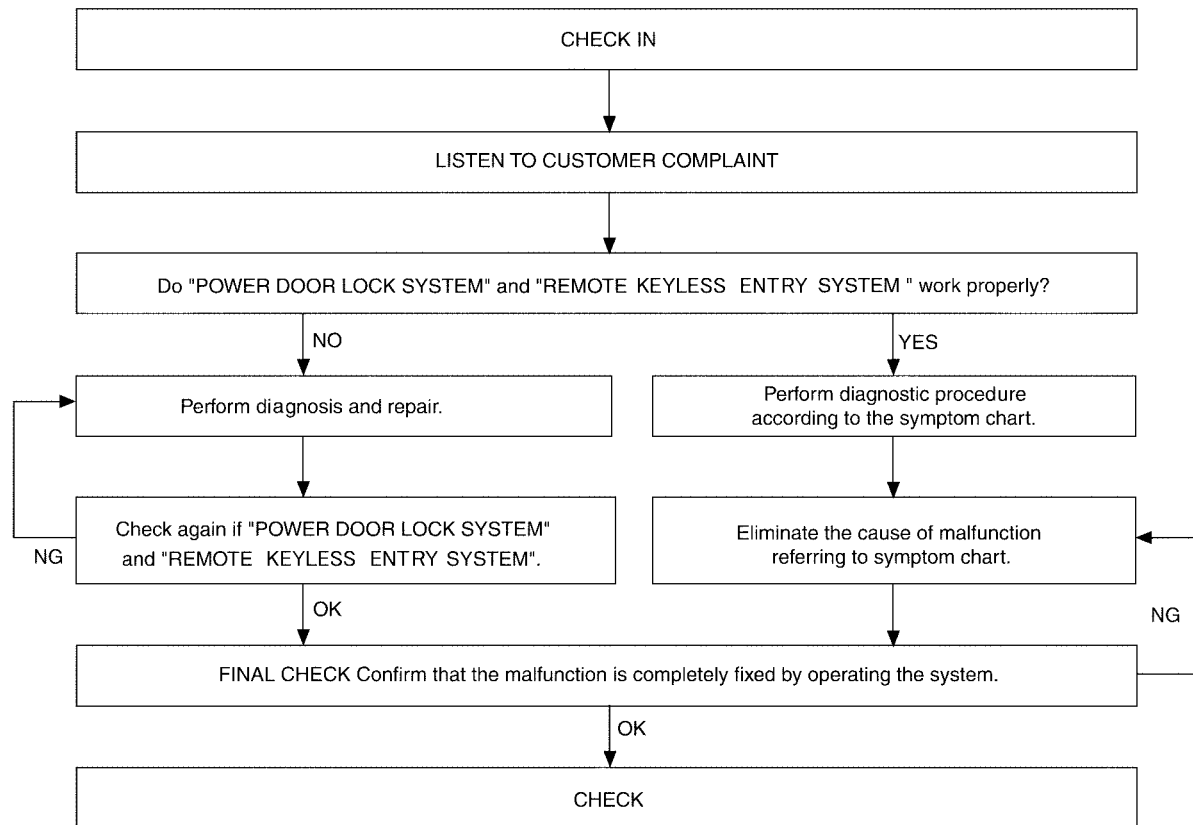 CHECK IN
LISTEN TO CUSTOMER COMPLAINT
Do "POWER DOOR LOCK SYSTEM" and "REMOTE KEYLESS ENTRY SYSTEM " work properly?
NO
YES
Perform diagnosis and repair.
Perform diagnostic procedure
according to the symptom chart.
Check again if "POWER DOOR LOCK SYSTEM"
and "REMOTE KEYLESS ENTRY SYSTEM".
NG
Eliminate the cause of malfunction
referring to symptom chart.
OK
NG
FINAL CHECK Confirm that the malfunction is completely fixed by operating the system.
OK
CHECK